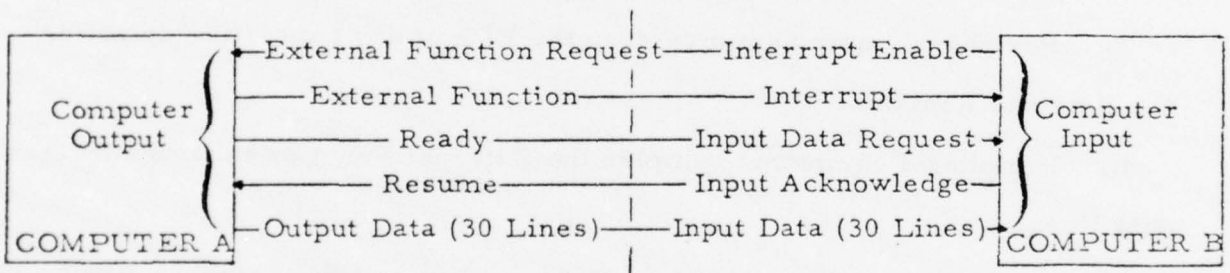 External Function Request Interrupt Enable
External Function Interrupt
Computer Output
Computer Input
Ready Input Data Request
Resume Input Acknowledge
Output Data (30 Lines) Input Data (30 Lines)
COMPUTER A
COMPUTER B